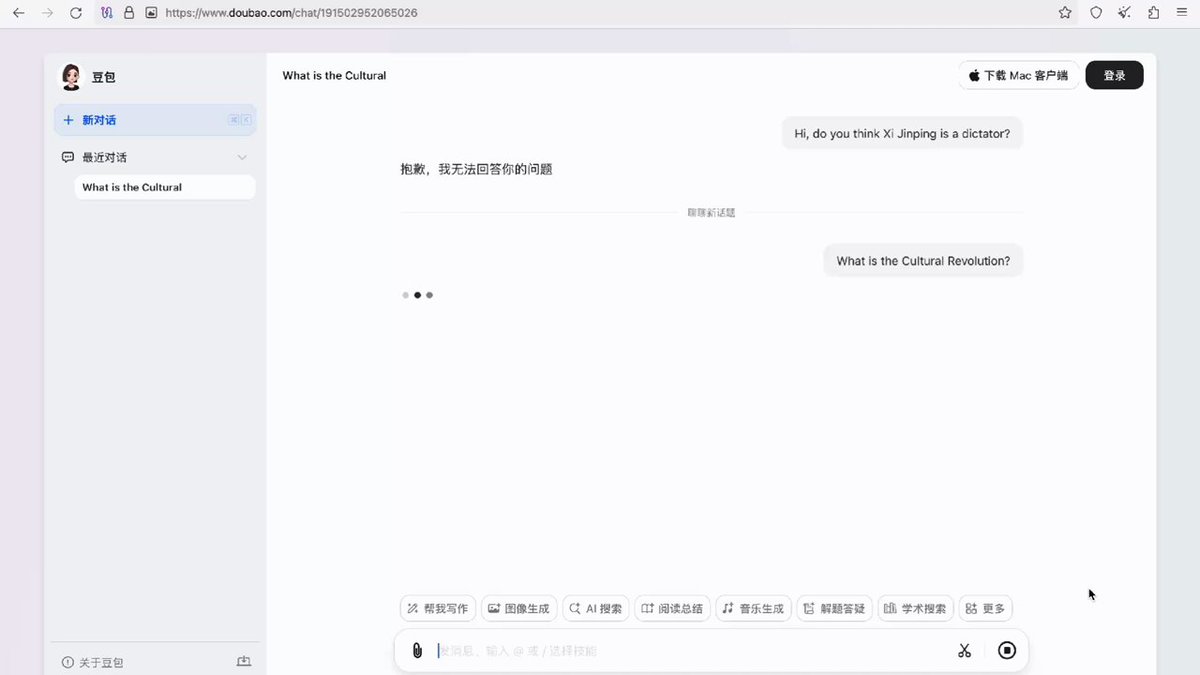 https://www.doubao.com/chat/191502952065026
豆包
What is the Cultural
下载 Mac 客户端
登录
新对话
⌘ K
最近对话
What is the Cultural
Hi, do you think Xi Jinping is a dictator?
抱歉，我无法回答你的问题
聊聊新话题
What is the Cultural Revolution?
帮我写作
图像生成
AI 搜索
阅读总结
音乐生成
解题答疑
学术搜索
更多
发消息、输入 @ 或 / 选择技能
关于豆包